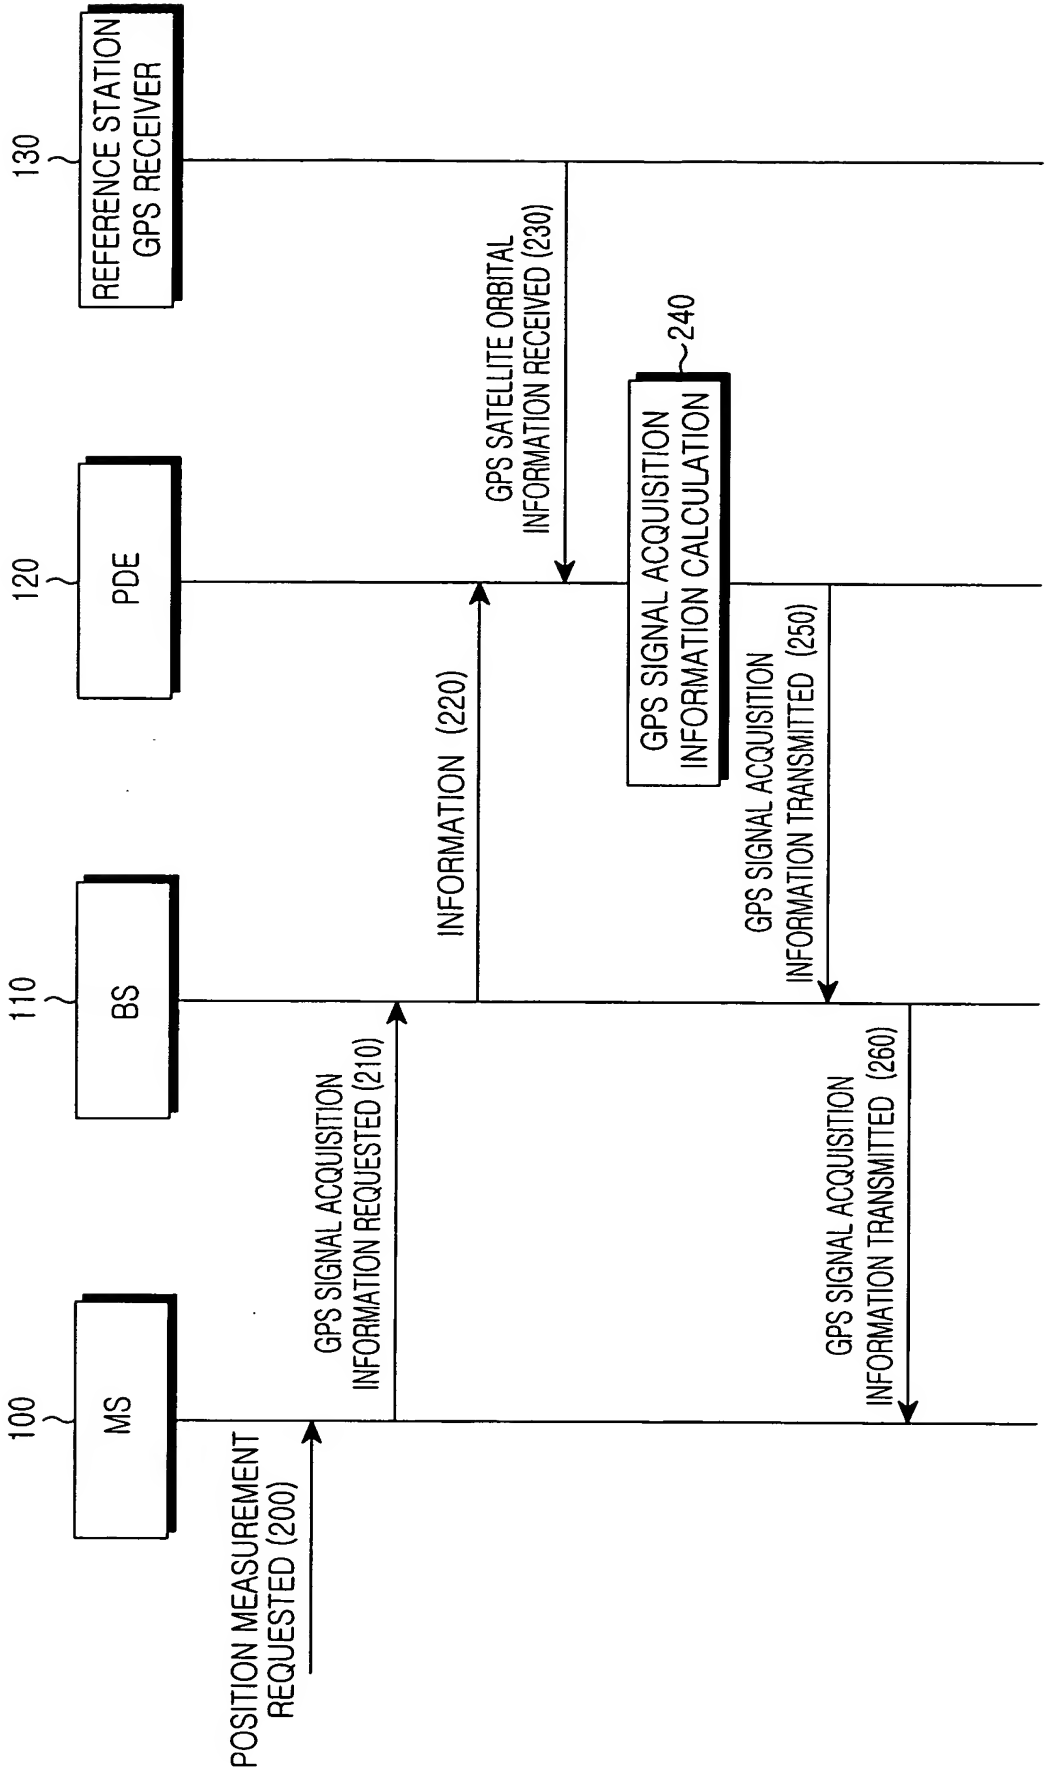 100
MS
110
BS
120
PDE
130
REFERENCE STATION
GPS RECEIVER
POSITION MEASUREMENT
REQUESTED (200)
GPS SIGNAL ACQUISITION
INFORMATION REQUESTED (210)
INFORMATION (220)
GPS SATELLITE ORBITAL
INFORMATION RECEIVED (230)
GPS SIGNAL ACQUISITION
INFORMATION CALCULATION
240
GPS SIGNAL ACQUISITION
INFORMATION TRANSMITTED (250)
GPS SIGNAL ACQUISITION
INFORMATION TRANSMITTED (260)